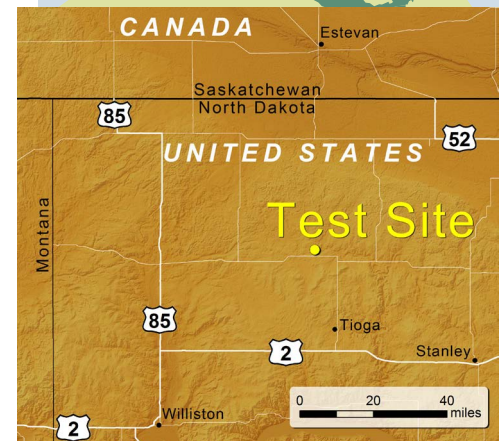 CANADA
Estevan
Saskatchewan
North Dakota
85
52
UNITED STATES
Test Site
Montana
85
Tioga
2
Stanley
0 20 40
miles
Williston
2